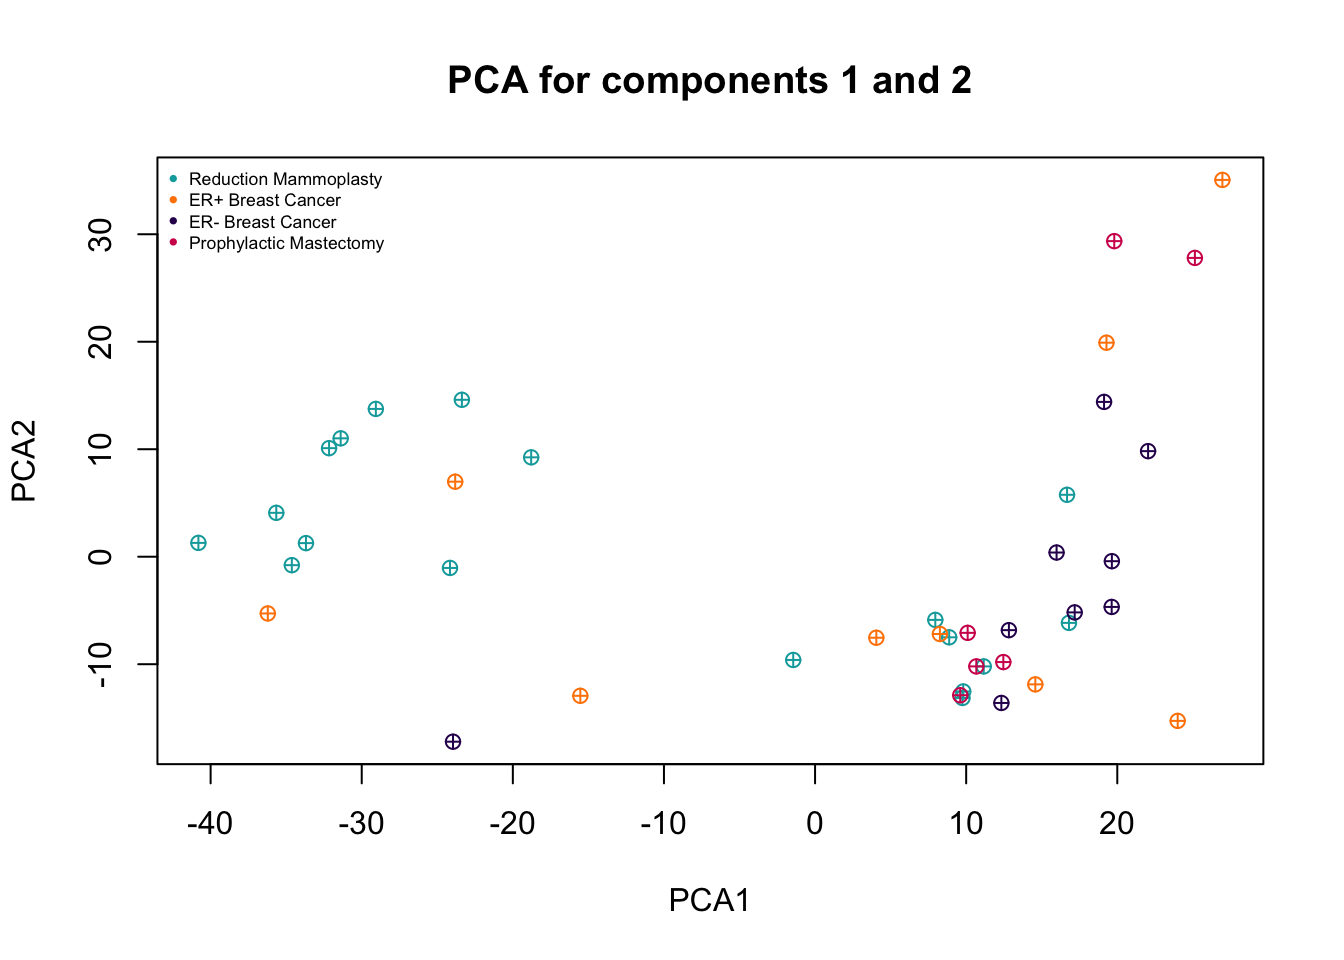 PCA for components 1 and 2
Reduction Mammoplasty
ER+ Breast Cancer
ER- Breast Cancer
Prophylactic Mastectomy
PCA2
30
20
10
0
-10
-40 -30 -20 -10 0 10 20
PCA1